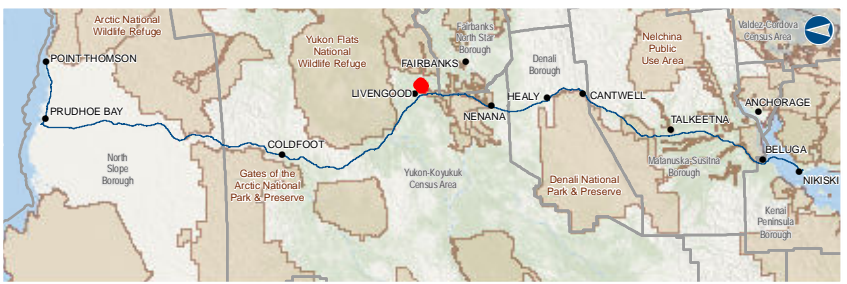 Arctic National
Wildlife Refuge
POINT THOMSON
PRUDHOE BAY
North
Slope
Borough
COLDFOOT
Gates of the
Arctic National
Park & Preserve
Yukon Flats
National
Wildlife Refuge
Fairbanks
North Star
Borough
FAIRBANKS
LIVENGOOD
NENANA
Yukon-Koyukuk
Census Area
Denali
Borough
HEALY
CANTWELL
Denali National
Park & Preserve
Nelchina
Public
Use Area
TALKEETNA
Matanuska-Susitna
Borough
Valdez-Cordova
Census Area
ANCHORAGE
BELUGA
NIKISKI
Kenai
Peninsula
Borough